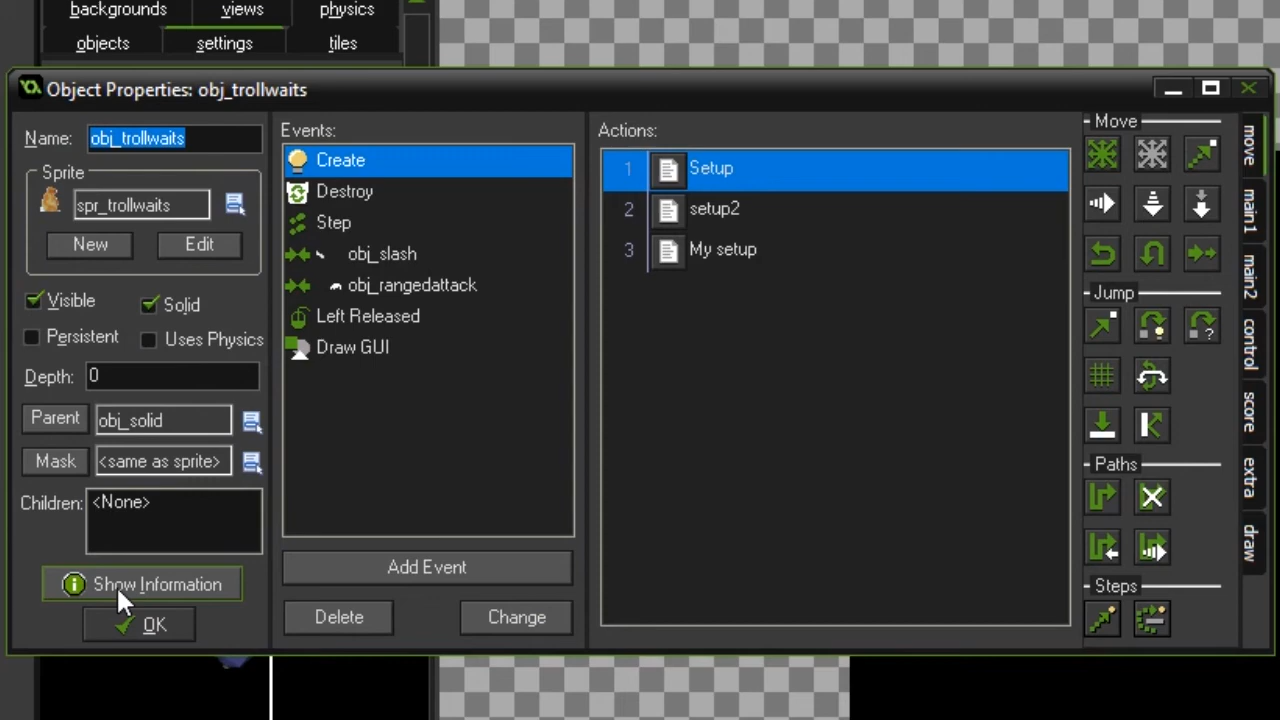 backgrounds views physics
objects settings tiles
Object Properties: obj_trollwaits
Name: obj_trollwaits
Sprite
spr_trollwaits
New Edit
Visible Solid
Persistent Uses Physics
Depth: 0
Parent obj_solid
Mask <same as sprite>
Children: <None>
Show Information
OK
Events:
Create
Destroy
Step
obj_slash
obj_rangedattack
Left Released
Draw GUI
Add Event
Delete Change
Actions:
1 Setup
2 setup2
3 My setup
Move
Jump
Paths
Steps
move
main1
main2
control
score
extra
draw